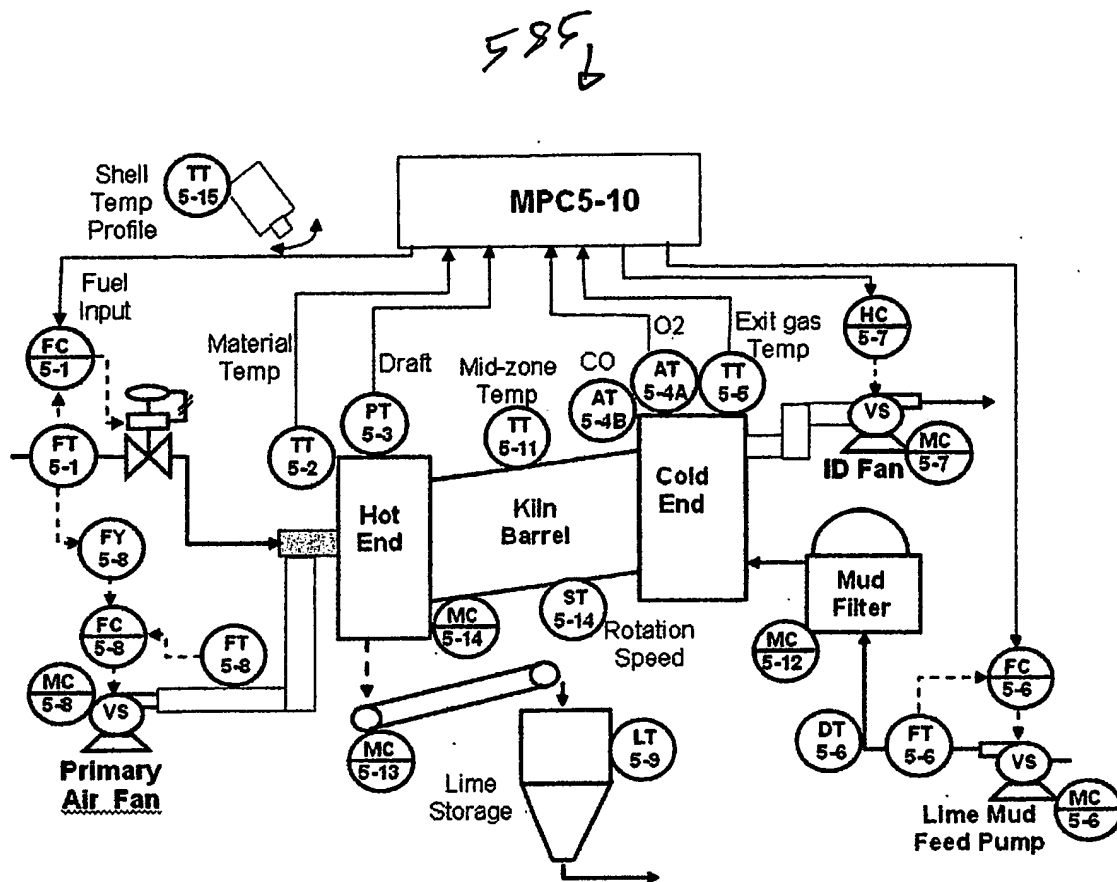 585
MPC5-10
Shell
Temp
Profile
TT
5-15
Fuel
Input
FC
5-1
FT
5-1
FY
5-8
FC
5-8
FT
5-8
MC
5-8
VS
Primary
Air Fan
Material
Temp
TT
5-2
Draft
PT
5-3
Mid-zone
Temp
TT
5-11
CO
AT
5-4B
O2
AT
5-4A
Exit gas
Temp
TT
5-5
HC
5-7
VS
MC
5-7
ID Fan
Hot
End
Kiln
Barrel
Cold
End
MC
5-14
ST
5-14
Rotation
Speed
MC
5-13
Lime
Storage
LT
5-9
Mud
Filter
MC
5-12
FC
5-6
DT
5-6
FT
5-6
VS
MC
5-6
Lime Mud
Feed Pump